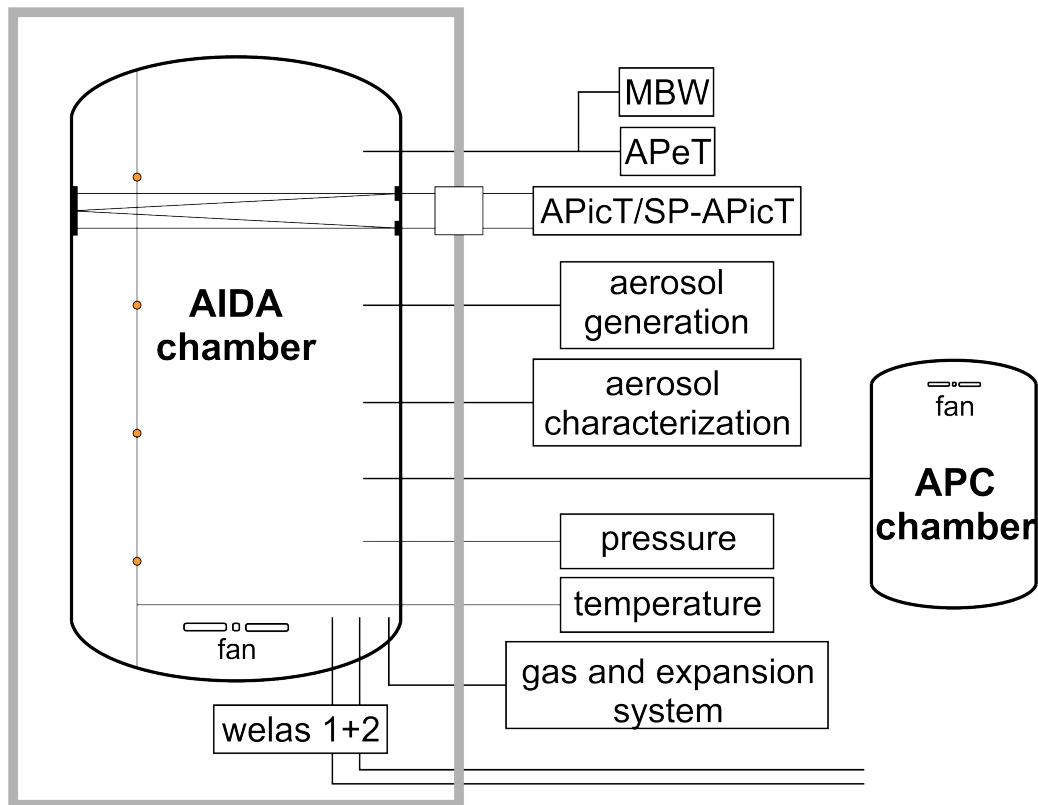 MBW
APeT
APicT/SP-APicT
AIDA
chamber
aerosol
generation
aerosol
characterization
fan
APC
chamber
pressure
temperature
fan
gas and expansion
system
welas 1+2